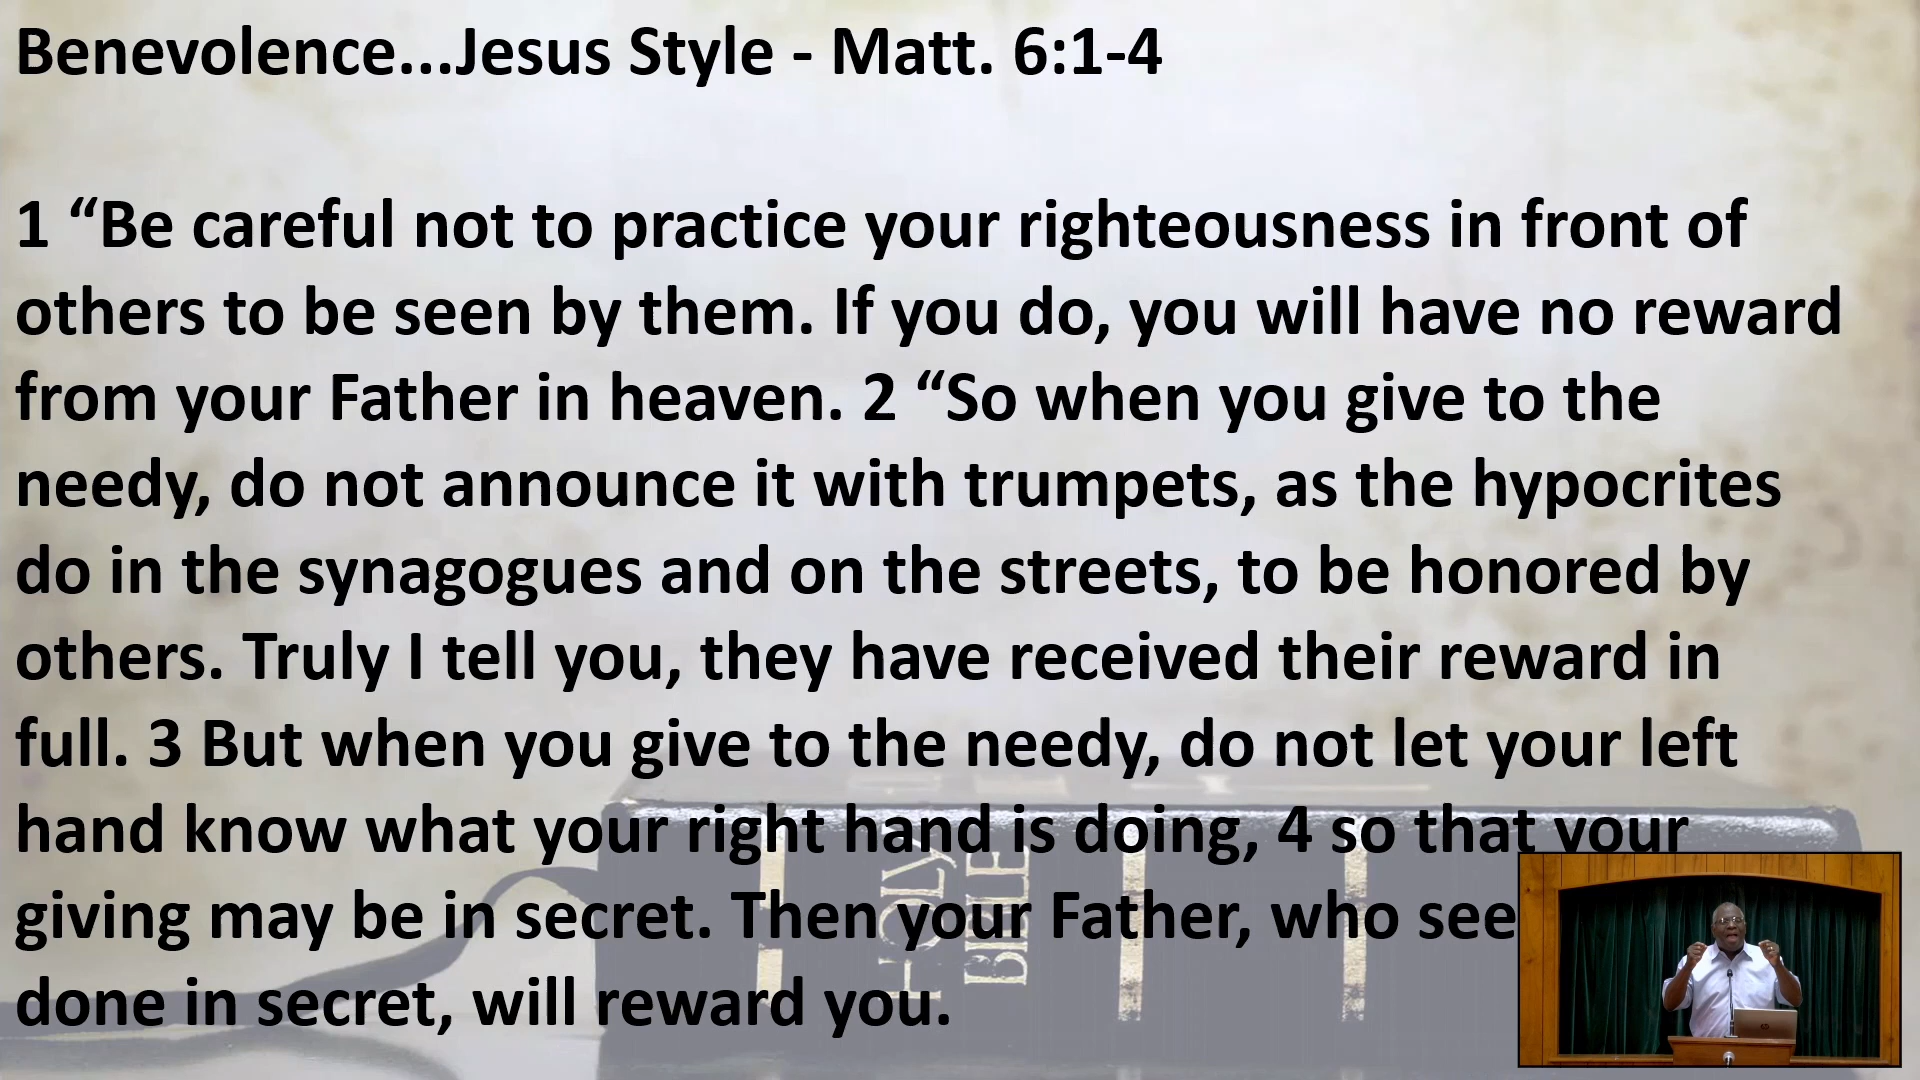 Benevolence...Jesus Style - Matt. 6:1-4
1 “Be careful not to practice your righteousness in front of
others to be seen by them. If you do, you will have no reward
from your Father in heaven. 2 “So when you give to the
needy, do not announce it with trumpets, as the hypocrites
do in the synagogues and on the streets, to be honored by
others. Truly I tell you, they have received their reward in
full. 3 But when you give to the needy, do not let your left
hand know what your right hand is doing, 4 so that your
giving may be in secret. Then your Father, who see
done in secret, will reward you.
HOLY
BIBLE